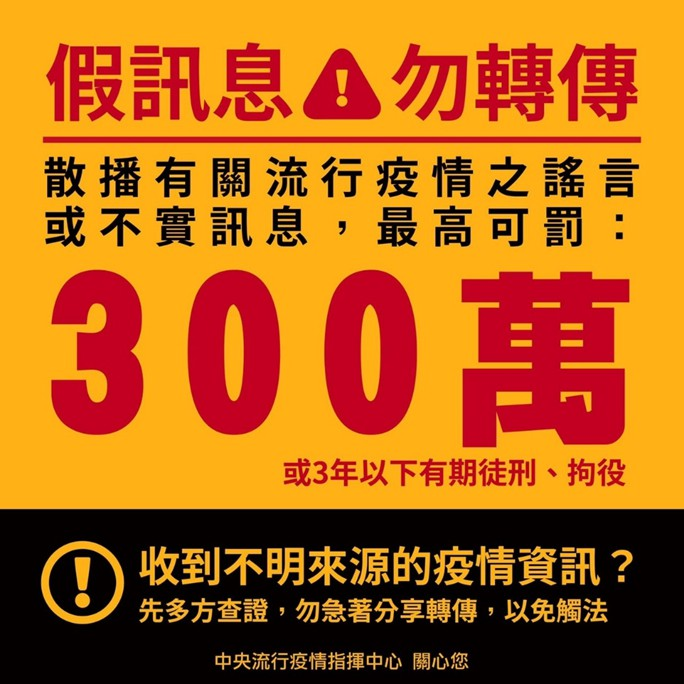 假訊息 勿轉傳
散播有關流行疫情之謠言
或不實訊息，最高可罰：
300萬
或3年以下有期徒刑、拘役
收到不明來源的疫情資訊？
先多方查證，勿急著分享轉傳，以免觸法
中央流行疫情指揮中心 關心您